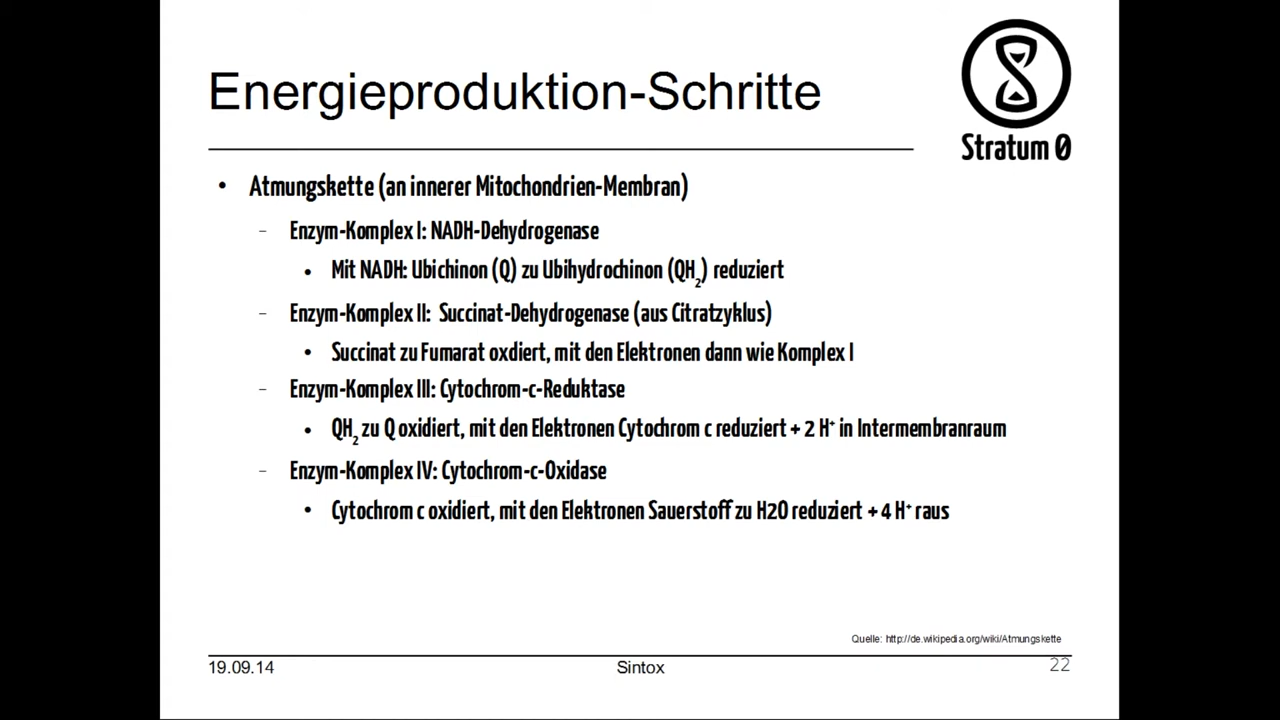 Energieproduktion-Schritte
Stratum 0
• Atmungskette (an innerer Mitochondrien-Membran)
– Enzym-Komplex I: NADH-Dehydrogenase
• Mit NADH: Ubichinon (Q) zu Ubihydrochinon (QH₂) reduziert
– Enzym-Komplex II: Succinat-Dehydrogenase (aus Citratzyklus)
• Succinat zu Fumarat oxdiert, mit den Elektronen dann wie Komplex I
– Enzym-Komplex III: Cytochrom-c-Reduktase
• QH₂ zu Q oxidiert, mit den Elektronen Cytochrom c reduziert + 2 H⁺ in Intermembranraum
– Enzym-Komplex IV: Cytochrom-c-Oxidase
• Cytochrom c oxidiert, mit den Elektronen Sauerstoff zu H2O reduziert + 4 H⁺ raus
Quelle: http://de.wikipedia.org/wiki/Atmungskette
19.09.14 Sintox 22